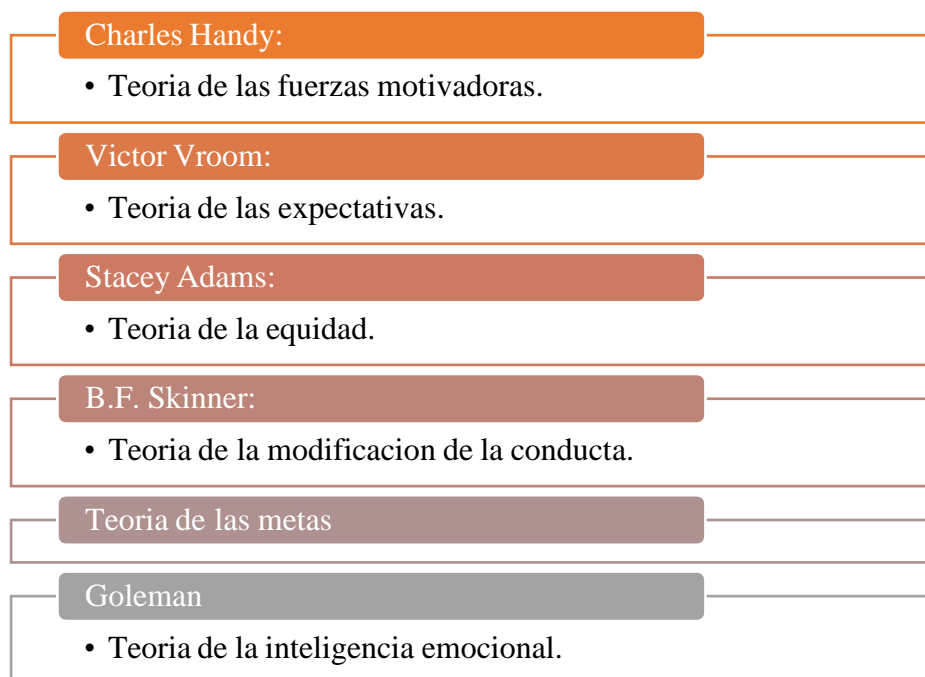 Charles Handy:
• Teoria de las fuerzas motivadoras.
Victor Vroom:
• Teoria de las expectativas.
Stacey Adams:
• Teoria de la equidad.
B.F. Skinner:
• Teoria de la modificacion de la conducta.
Teoria de las metas
Goleman
• Teoria de la inteligencia emocional.